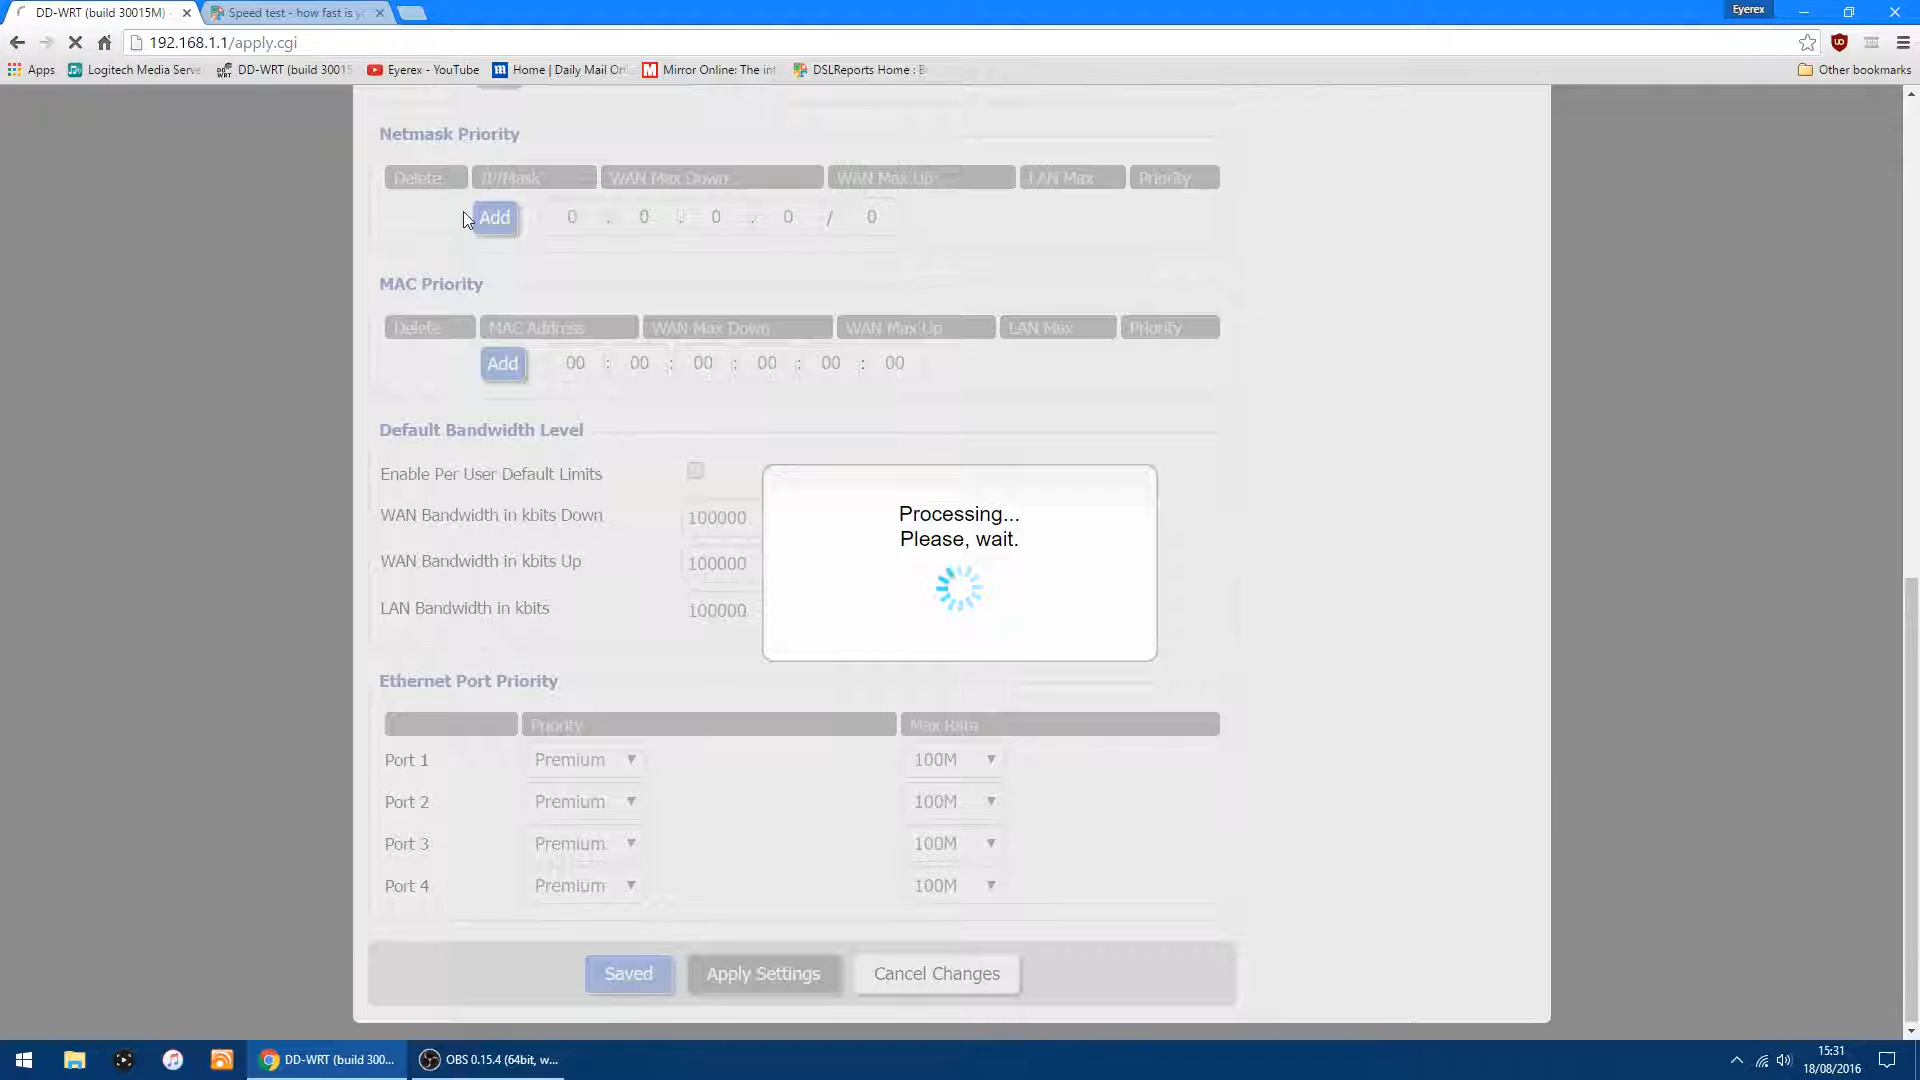 DD-WRT (build 30015M)
Speed test - how fast is y
Eyerex
192.168.1.1/apply.cgi
Apps
Logitech Media Serve
DD-WRT (build 30015
Eyerex - YouTube
Home | Daily Mail On
Mirror Online: The int
DSLReports Home : B
Other bookmarks
Netmask Priority
Delete IP/Mask WAN Max Down WAN Max Up LAN Max Priority
Add 0 . 0 . 0 . 0 / 0
MAC Priority
Delete MAC Address WAN Max Down WAN Max Up LAN Max Priority
Add 00 : 00 : 00 : 00 : 00 : 00
Default Bandwidth Level
Enable Per User Default Limits
WAN Bandwidth in kbits Down 100000
WAN Bandwidth in kbits Up 100000
LAN Bandwidth in kbits 100000
Processing...
Please, wait.
Ethernet Port Priority
Priority Max Rate
Port 1 Premium 100M
Port 2 Premium 100M
Port 3 Premium 100M
Port 4 Premium 100M
Saved Apply Settings Cancel Changes
DD-WRT (build 300...
OBS 0.15.4 (64bit, w...
15:31
18/08/2016